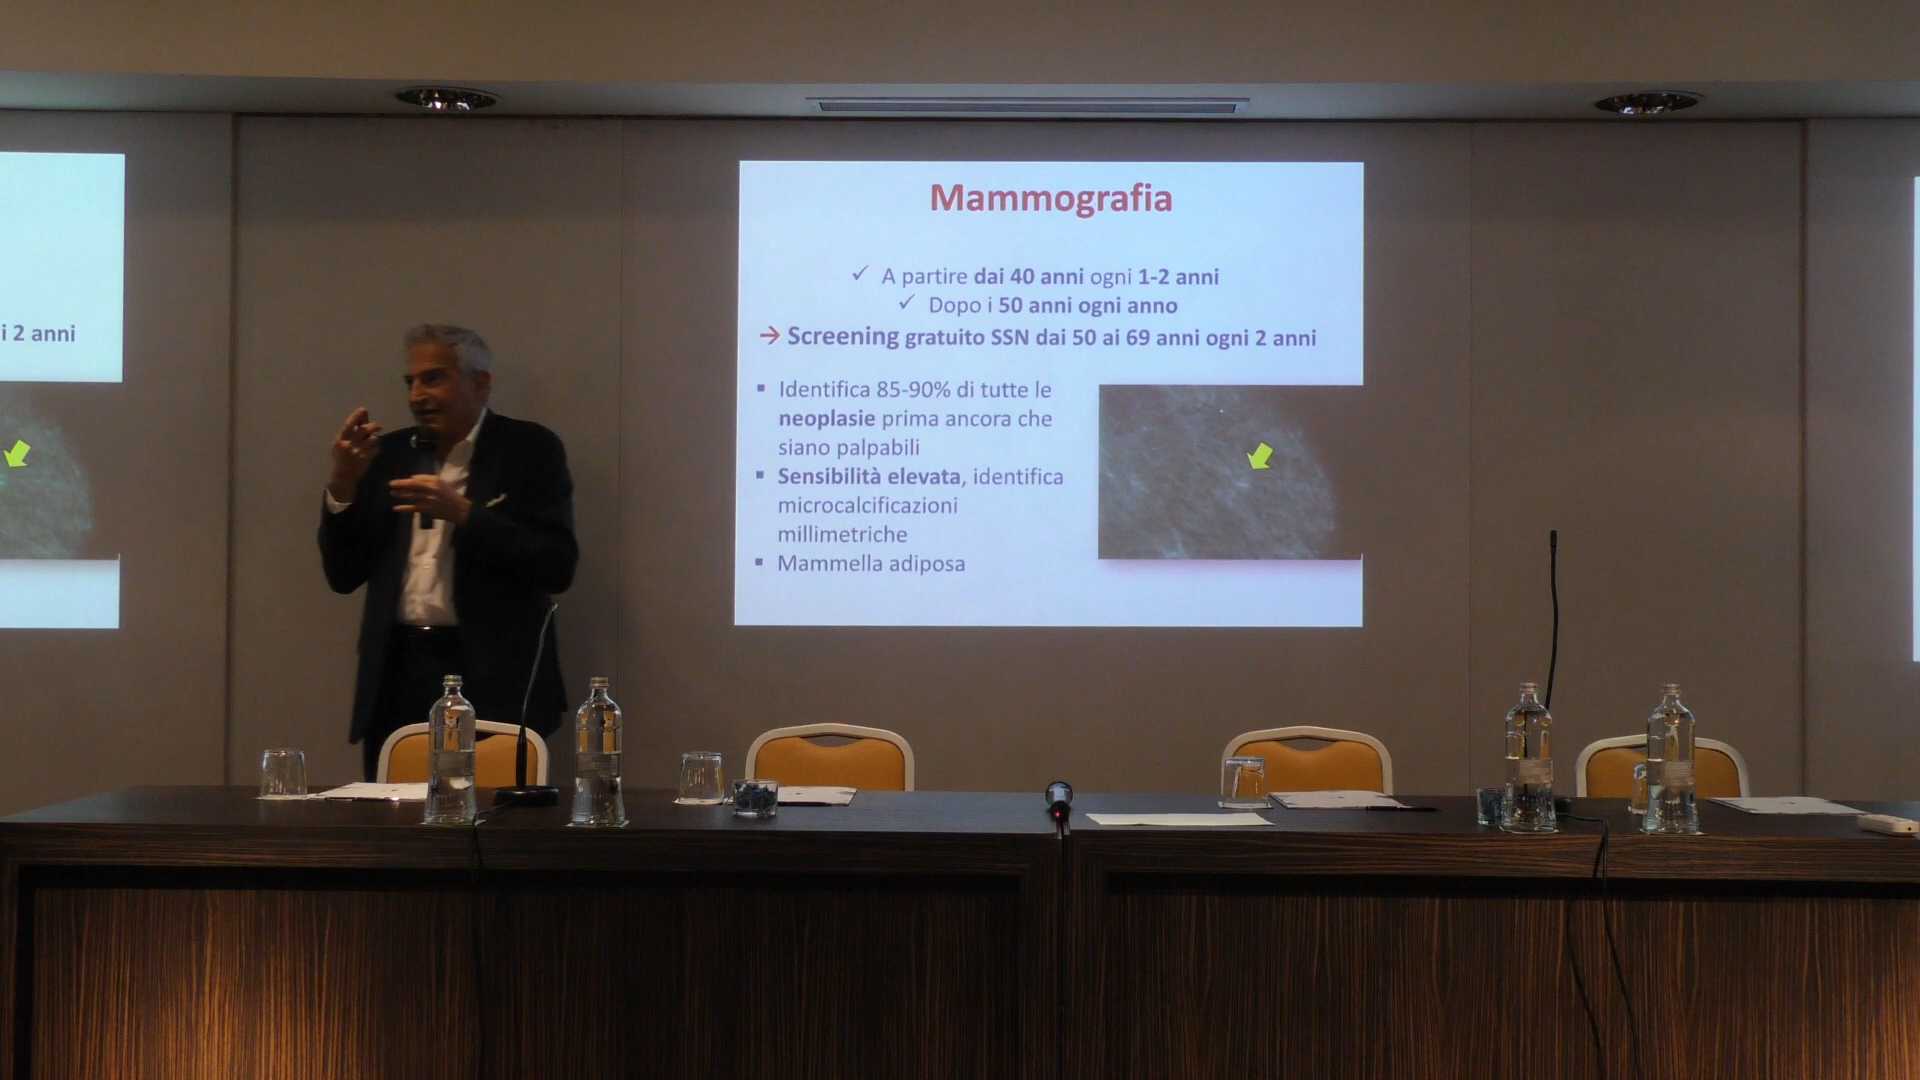 Mammografia
✓ A partire dai 40 anni ogni 1-2 anni
✓ Dopo i 50 anni ogni anno
→ Screening gratuito SSN dai 50 ai 69 anni ogni 2 anni
▪ Identifica 85-90% di tutte le
neoplasie prima ancora che
siano palpabili
▪ Sensibilità elevata, identifica
microcalcificazioni
millimetriche
▪ Mammella adiposa
i 2 anni